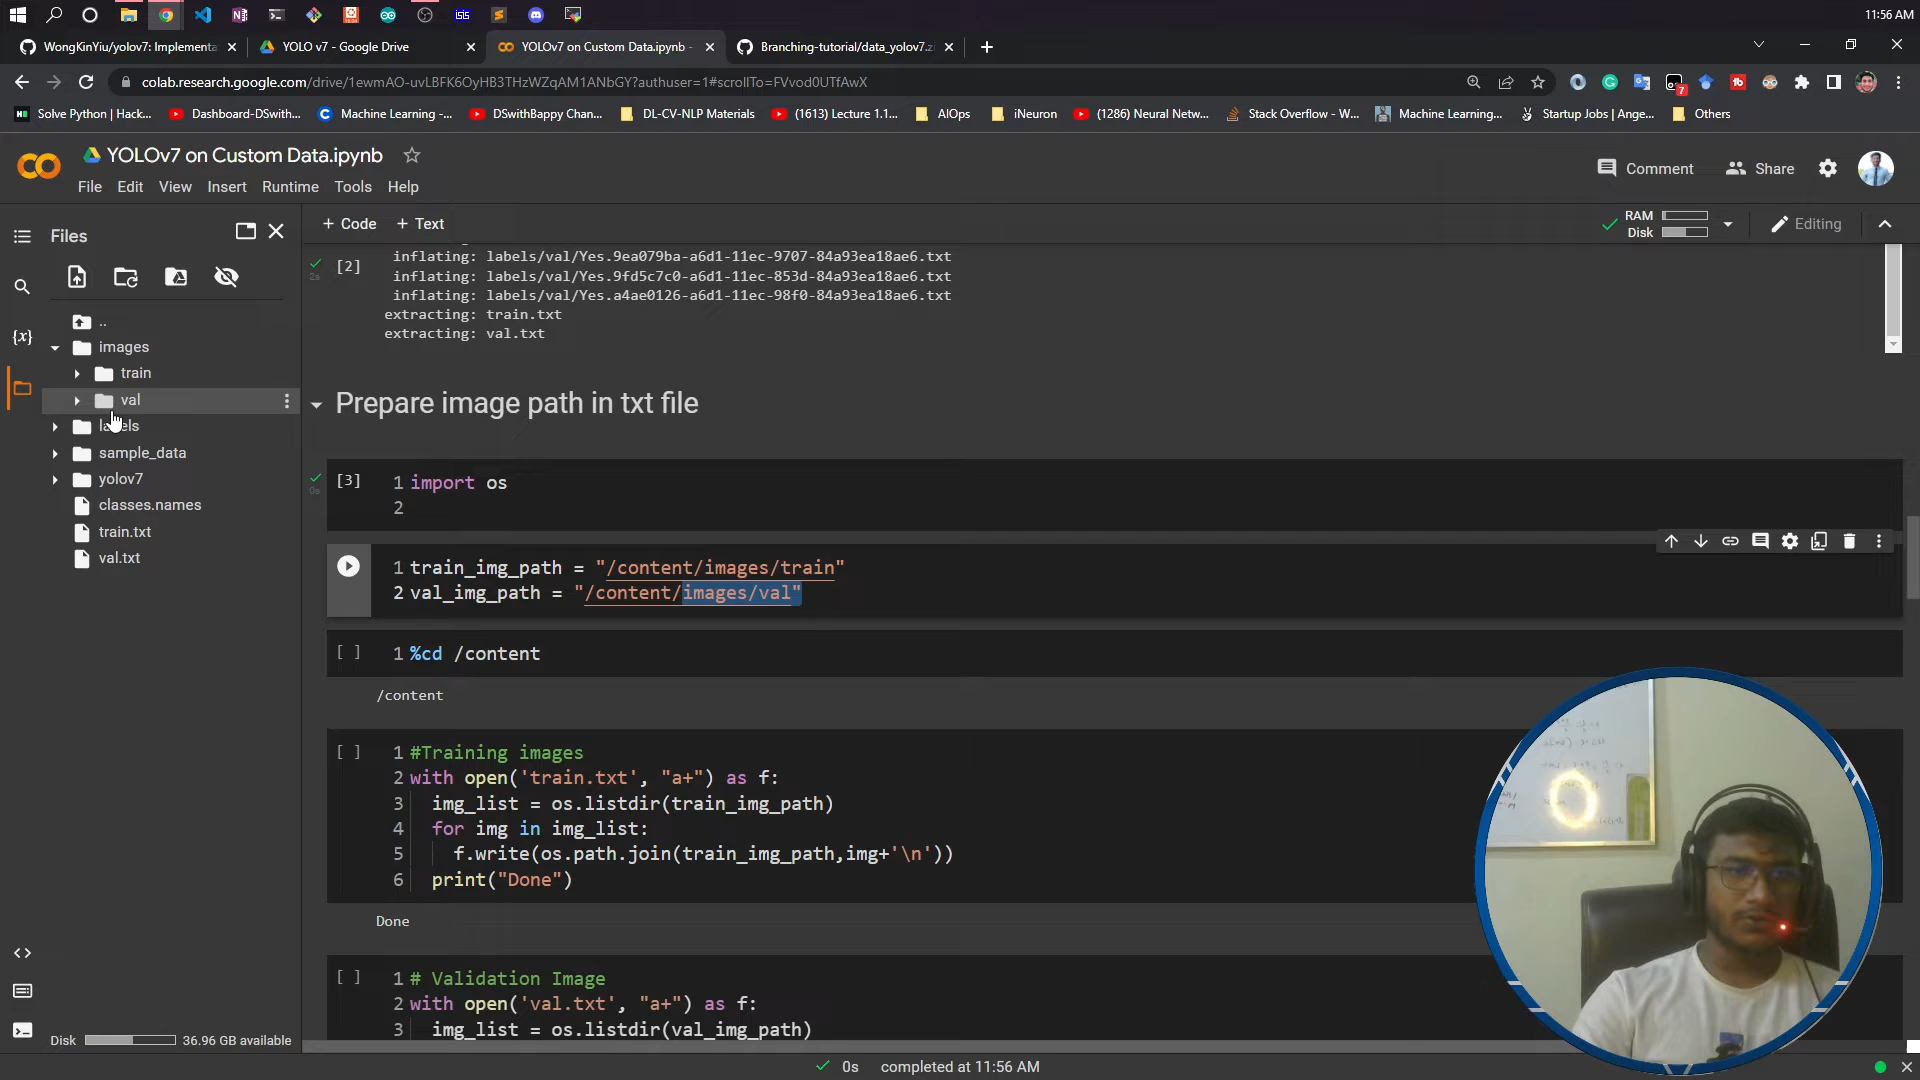 11:56 AM
WongKinYiu/yolov7: Implementa
YOLO v7 - Google Drive
YOLOv7 on Custom Data.ipynb -
Branching-tutorial/data_yolov7.z
colab.research.google.com/drive/1ewmAO-uvLBFK6OyHB3THzWZqAM1ANbGY?authuser=1#scrollTo=FVvod0UTfAwX
7
Solve Python | Hack...
Dashboard-DSwith...
Machine Learning -...
DSwithBappy Chan...
DL-CV-NLP Materials
(1613) Lecture 1.1...
AIOps
iNeuron
(1286) Neural Netw...
Stack Overflow - W...
Machine Learning...
Startup Jobs | Ange...
Others
YOLOv7 on Custom Data.ipynb
Comment
Share
File Edit View Insert Runtime Tools Help
Files
+ Code + Text
RAM
Disk
Editing
[2]
inflating: labels/val/Yes.9ea079ba-a6d1-11ec-9707-84a93ea18ae6.txt
inflating: labels/val/Yes.9fd5c7c0-a6d1-11ec-853d-84a93ea18ae6.txt
inflating: labels/val/Yes.a4ae0126-a6d1-11ec-98f0-84a93ea18ae6.txt
extracting: train.txt
extracting: val.txt
{x}
..
images
train
val
labels
sample_data
yolov7
classes.names
train.txt
val.txt
Prepare image path in txt file
[3]
0s
1 import os
2
1 train_img_path = "/content/images/train"
2 val_img_path = "/content/images/val"
[ ]
1 %cd /content
/content
[ ]
1 #Training images
2 with open('train.txt', "a+") as f:
3 img_list = os.listdir(train_img_path)
4 for img in img_list:
5 f.write(os.path.join(train_img_path,img+'\n'))
6 print("Done")
Done
[ ]
1 # Validation Image
2 with open('val.txt', "a+") as f:
3 img_list = os.listdir(val_img_path)
Disk
36.96 GB available
0s completed at 11:56 AM